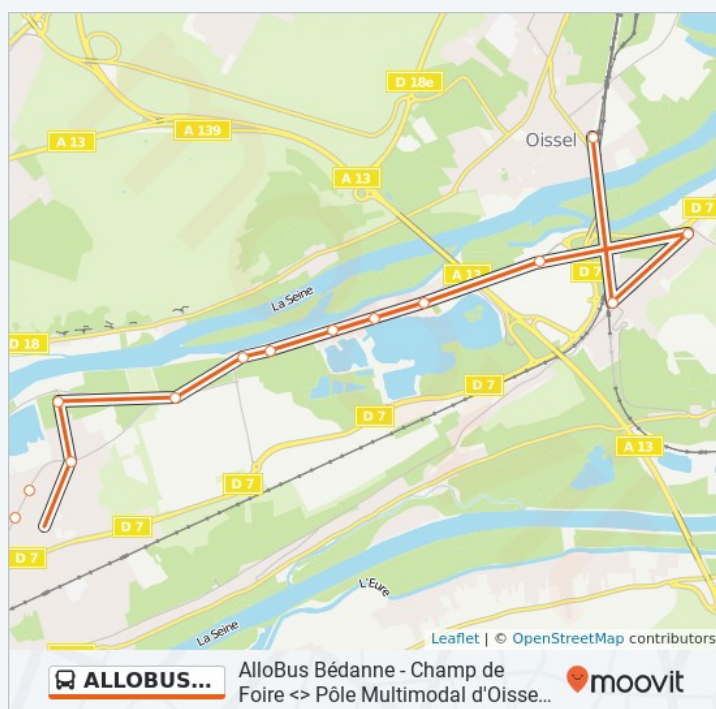 D 18e
A 139
A 13
Oissel
A 13
D 7
A 13
D 7
La Seine
D 18
D 7
D 7
A 13
D 7
D 7
D 7
L'Eure
La Seine
Leaflet | © OpenStreetMap contributors
ALLOBUS...
AlloBus Bédanne - Champ de
Foire <> Pôle Multimodal d'Oisse...
moovit